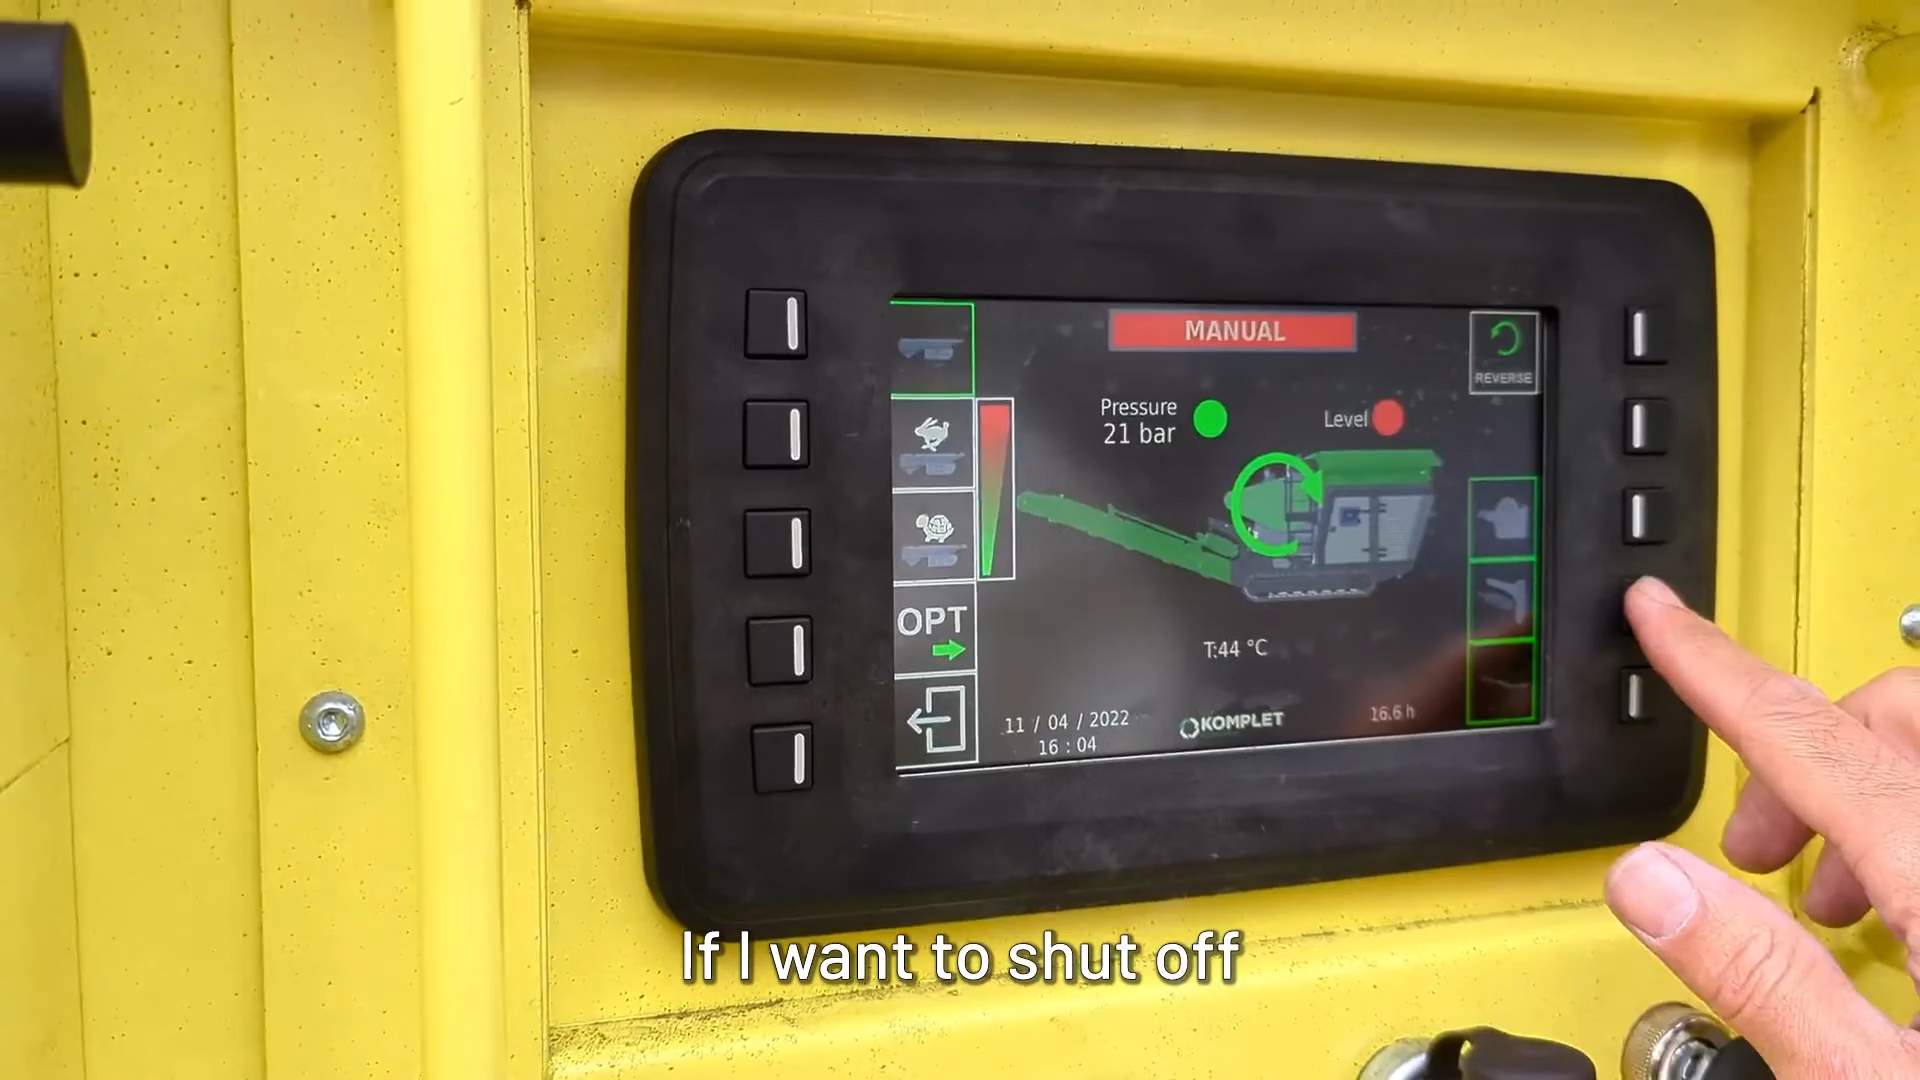 MANUAL
REVERSE
Pressure
21 bar
Level
OPT
T:44 °C
11 / 04 / 2022
16 : 04
KOMPLET
16.6 h
If I want to shut off